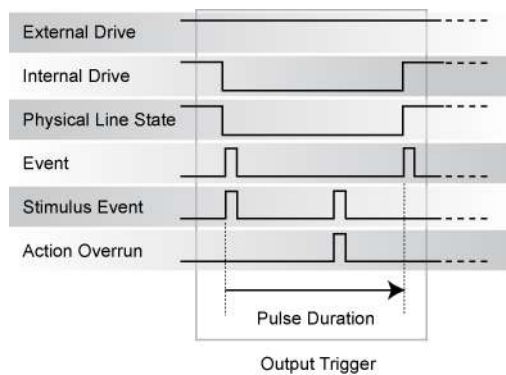 External Drive
Internal Drive
Physical Line State
Event
Stimulus Event
Action Overrun
Pulse Duration
Output Trigger